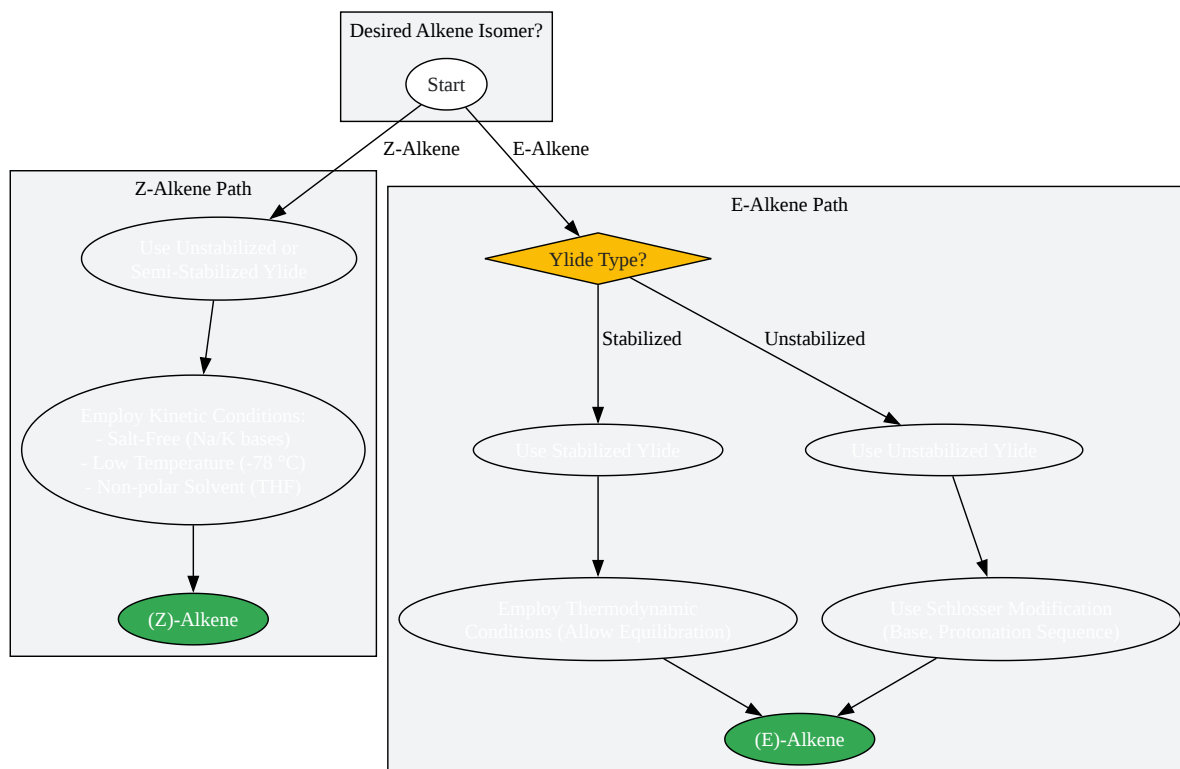 Desired Alkene Isomer?
Start
Z-Alkene
E-Alkene
Z-Alkene Path
Use Unstabilized or
Semi-Stabilized Ylide
Employ Kinetic Conditions:
- Salt-Free (Na/K bases)
- Low Temperature (-78 °C)
- Non-polar Solvent (THF)
(Z)-Alkene
E-Alkene Path
Ylide Type?
Stabilized
Unstabilized
Use Stabilized Ylide
Use Unstabilized Ylide
Employ Thermodynamic
Conditions (Allow Equilibration)
Use Schlosser Modification
(Base, Protonation Sequence)
(E)-Alkene